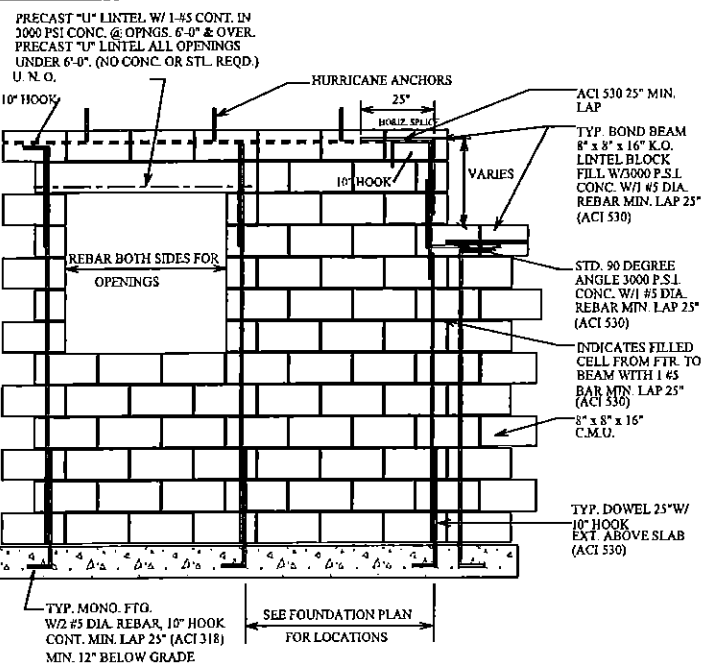 PRECAST "U" LINTEL W/ 1-#5 CONT. IN
3000 PSI CONC. @ OPNGS. 6'-0" & OVER.
PRECAST "U" LINTEL ALL OPENINGS
UNDER 6'-0". (NO CONC. OR STL. REQD.)
U. N. O.
10" HOOK
HURRICANE ANCHORS
25"
HORIZ. SPLICE
10" HOOK
VARIES
ACI 530 25" MIN.
LAP
TYP. BOND BEAM
8" x 8" x 16" K.O.
LINTEL BLOCK
FILL W/3000 P.S.I.
CONC. W/1 #5 DIA.
REBAR MIN. LAP 25"
(ACI 530)
REBAR BOTH SIDES FOR
OPENINGS
STD. 90 DEGREE
ANGLE 3000 P.S.I.
CONC. W/1 #5 DIA.
REBAR MIN. LAP 25"
(ACI 530)
INDICATES FILLED
CELL FROM FTR. TO
BEAM WITH 1 #5
BAR MIN. LAP 25"
(ACI 530)
8" x 8" x 16"
C.M.U.
TYP. DOWEL 25"W/
10" HOOK
EXT. ABOVE SLAB
(ACI 530)
TYP. MONO. FTG.
W/2 #5 DIA. REBAR, 10" HOOK
CONT. MIN. LAP 25" (ACI 318)
MIN. 12" BELOW GRADE
SEE FOUNDATION PLAN
FOR LOCATIONS